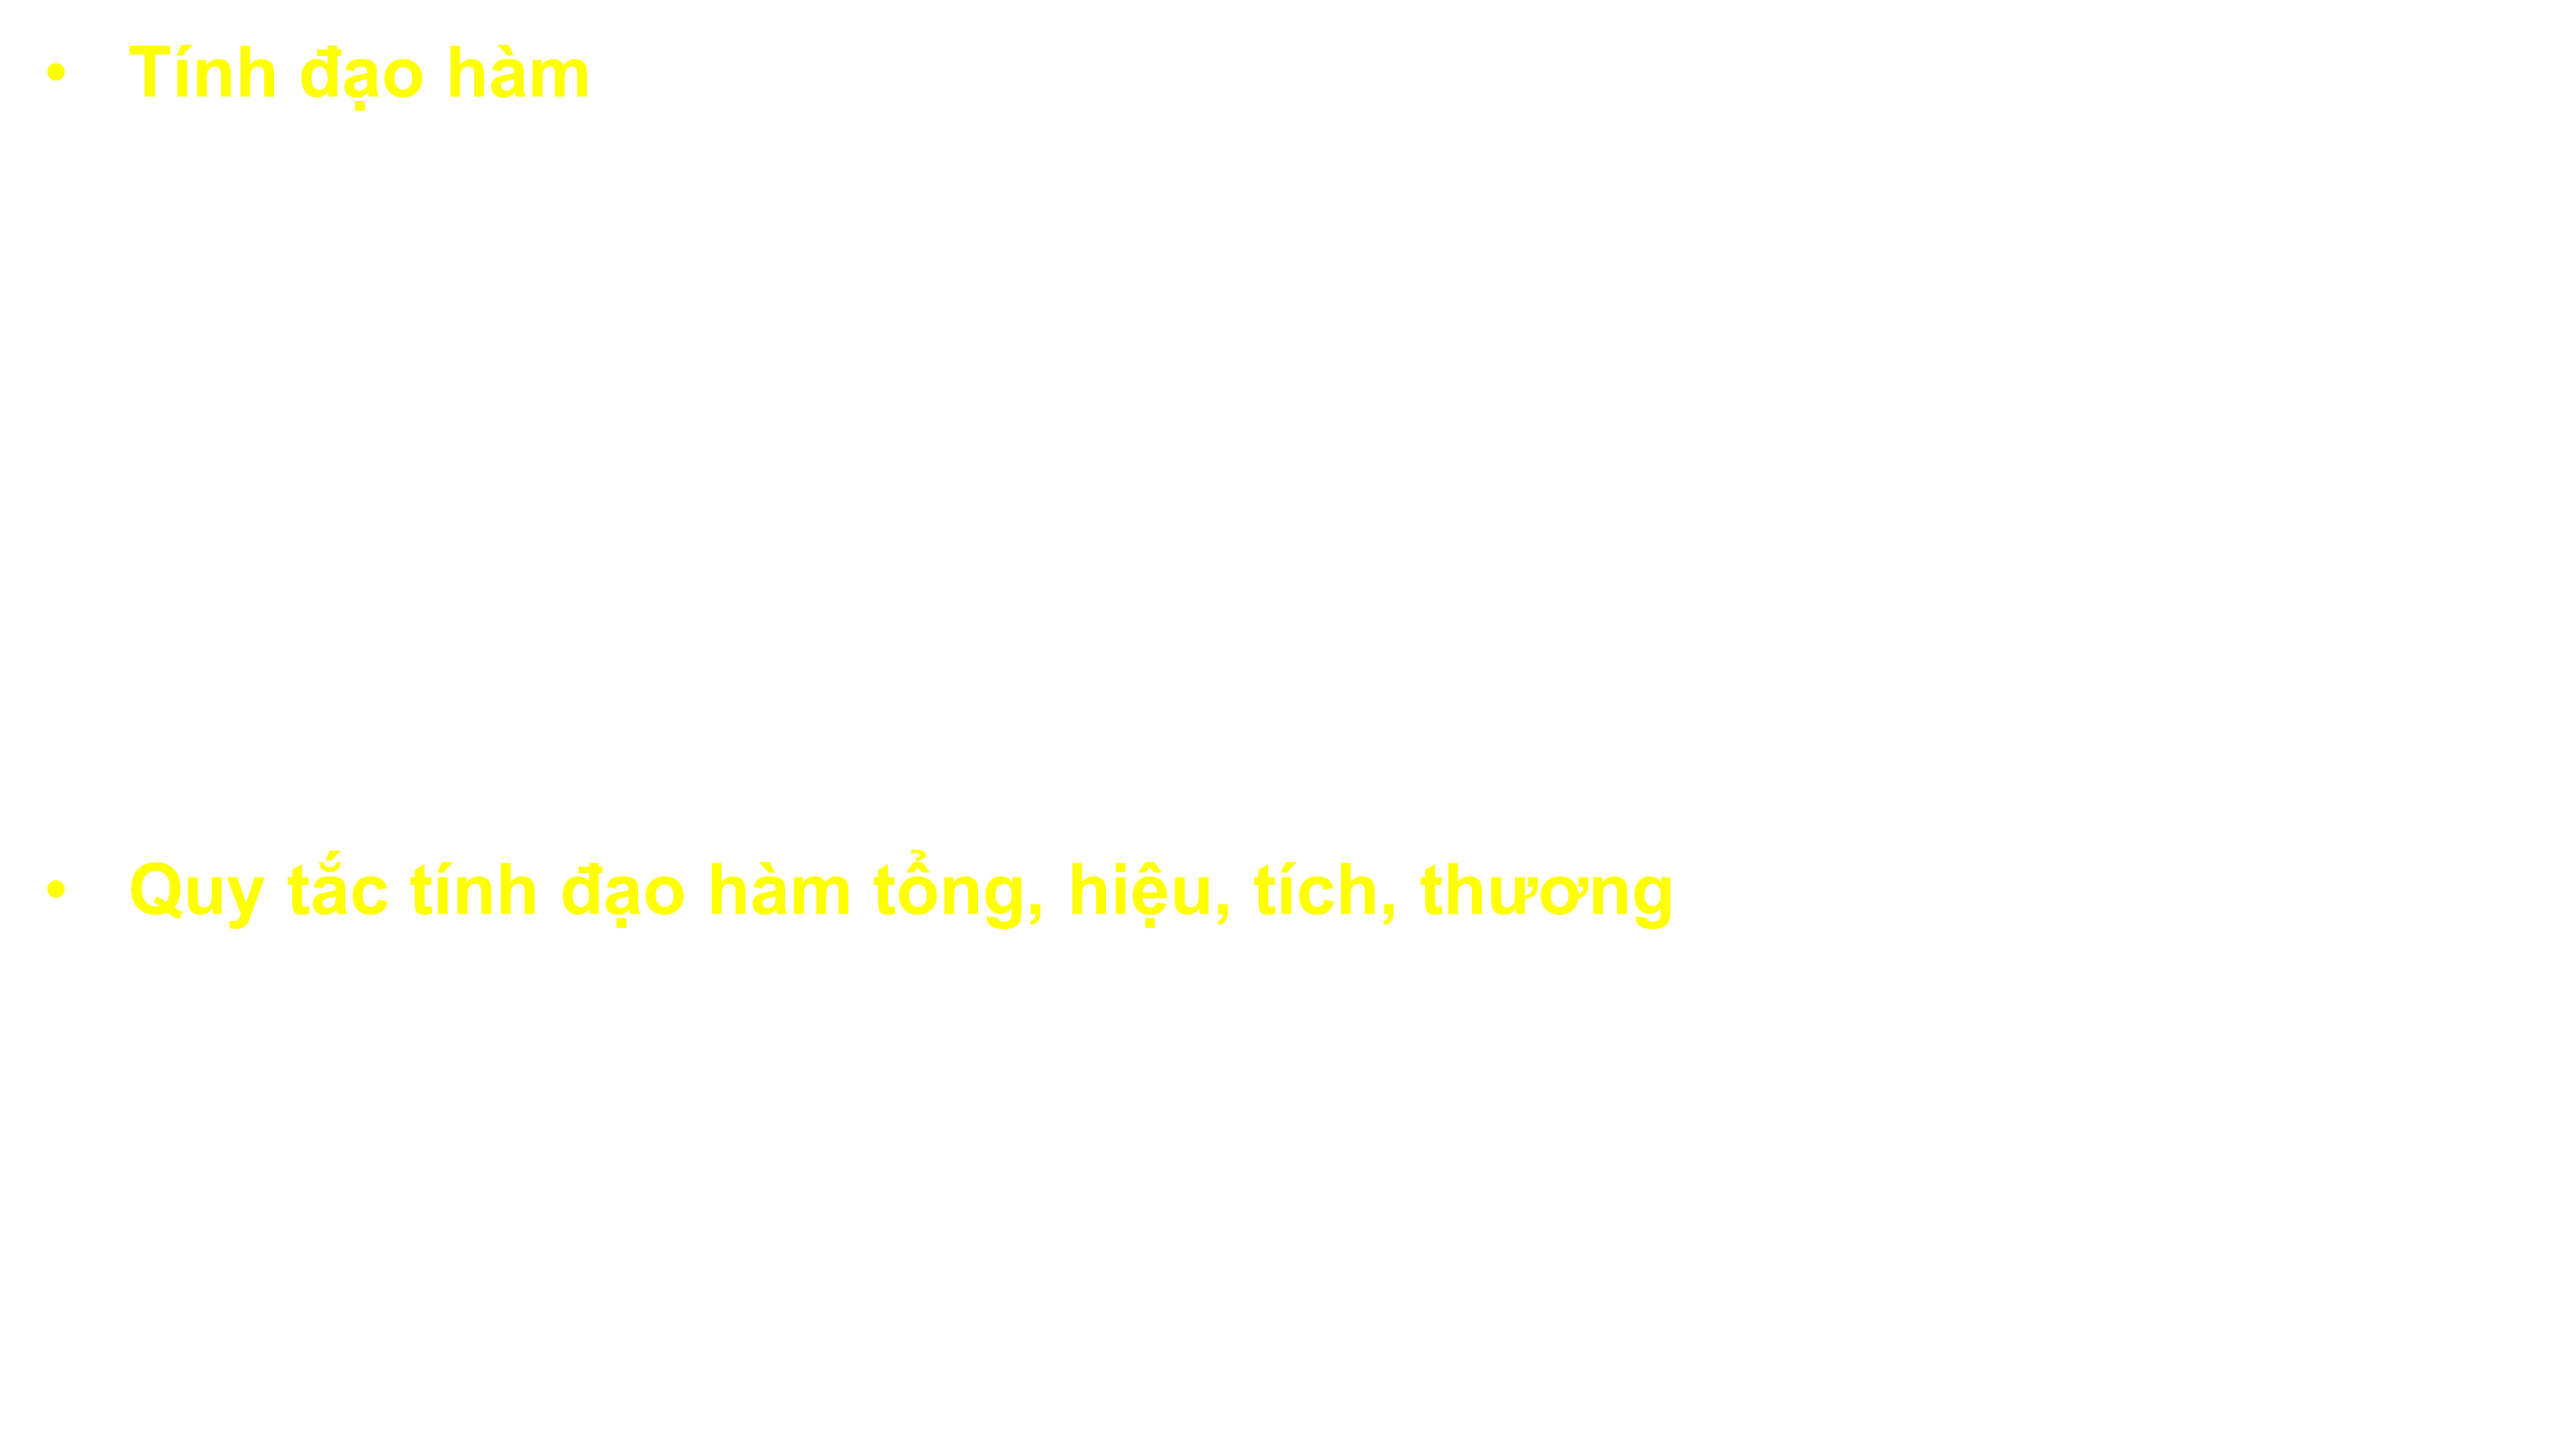 • Tính đạo hàm
• Quy tắc tính đạo hàm tổng, hiệu, tích, thương